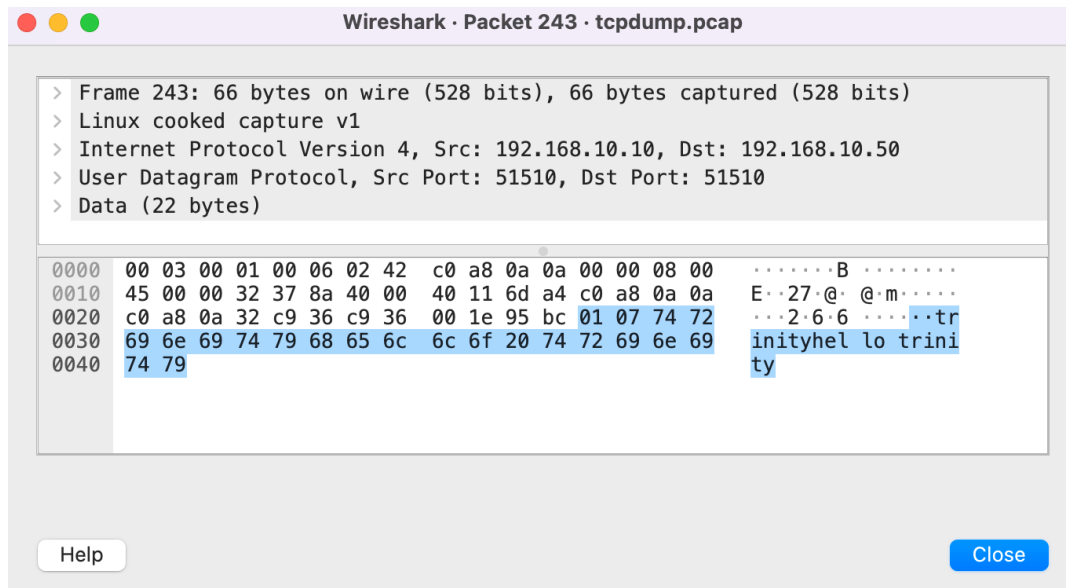 Wireshark · Packet 243 · tcpdump.pcap
> Frame 243: 66 bytes on wire (528 bits), 66 bytes captured (528 bits)
> Linux cooked capture v1
> Internet Protocol Version 4, Src: 192.168.10.10, Dst: 192.168.10.50
> User Datagram Protocol, Src Port: 51510, Dst Port: 51510
> Data (22 bytes)
0000 00 03 00 01 00 06 02 42 c0 a8 0a 0a 00 00 08 00 ·······B ········
0010 45 00 00 32 37 8a 40 00 40 11 6d a4 c0 a8 0a 0a E··27·@· @·m·····
0020 c0 a8 0a 32 c9 36 c9 36 00 1e 95 bc 01 07 74 72 ···2·6·6 ······tr
0030 69 6e 69 74 79 68 65 6c 6c 6f 20 74 72 69 6e 69 inityhel lo trini
0040 74 79 ty
Help
Close